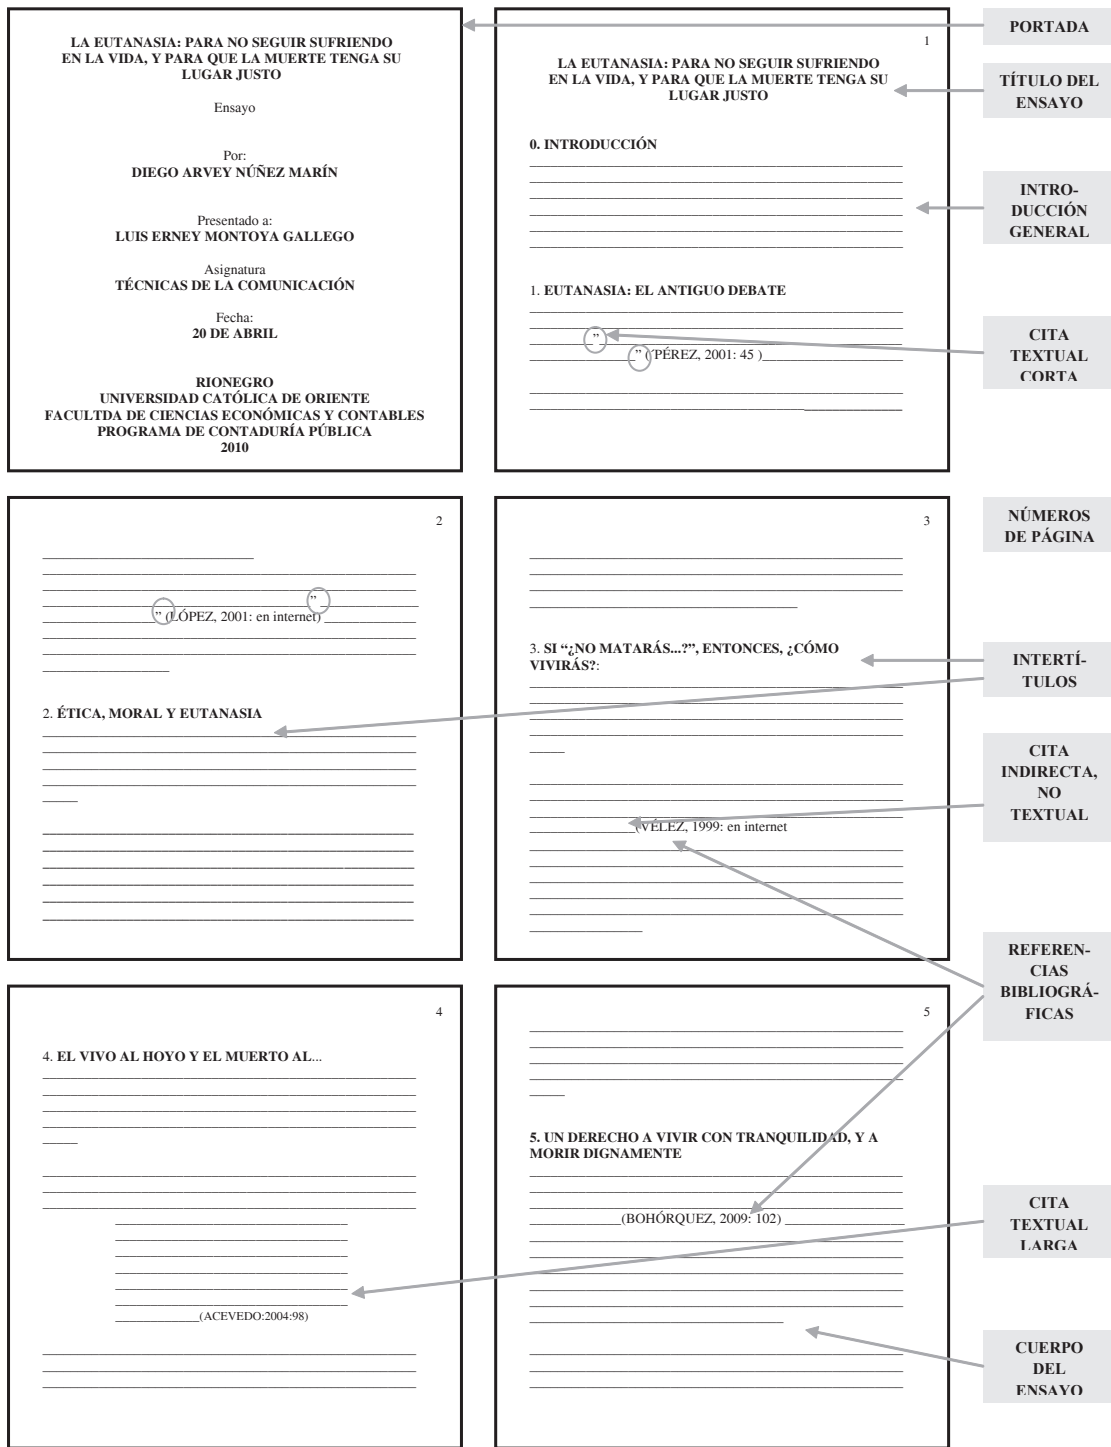 LA EUTANASIA: PARA NO SEGUIR SUFRIENDO
EN LA VIDA, Y PARA QUE LA MUERTE TENGA SU
LUGAR JUSTO
Ensayo
Por:
DIEGO ARVEY NÚÑEZ MARÍN
Presentado a:
LUIS ERNEY MONTOYA GALLEGO
Asignatura
TÉCNICAS DE LA COMUNICACIÓN
Fecha:
20 DE ABRIL
RIONEGRO
UNIVERSIDAD CATÓLICA DE ORIENTE
FACULTDA DE CIENCIAS ECONÓMICAS Y CONTABLES
PROGRAMA DE CONTADURÍA PÚBLICA
2010
1
LA EUTANASIA: PARA NO SEGUIR SUFRIENDO
EN LA VIDA, Y PARA QUE LA MUERTE TENGA SU
LUGAR JUSTO
0. INTRODUCCIÓN
1. EUTANASIA: EL ANTIGUO DEBATE
”
” (PÉREZ, 2001: 45 )
PORTADA
TÍTULO DEL
ENSAYO
INTRO-
DUCCIÓN
GENERAL
CITA
TEXTUAL
CORTA
2
”
” (LÓPEZ, 2001: en internet)
2. ÉTICA, MORAL Y EUTANASIA
3
3. SI “¿NO MATARÁS...?”, ENTONCES, ¿CÓMO
VIVIRÁS?:
(VÉLEZ, 1999: en internet
NÚMEROS
DE PÁGINA
INTERTÍ-
TULOS
CITA
INDIRECTA,
NO
TEXTUAL
REFEREN-
CIAS
BIBLIOGRÁ-
FICAS
4
4. EL VIVO AL HOYO Y EL MUERTO AL...
(ACEVEDO:2004:98)
5
5. UN DERECHO A VIVIR CON TRANQUILIDAD, Y A
MORIR DIGNAMENTE
(BOHÓRQUEZ, 2009: 102)
CITA
TEXTUAL
LARGA
CUERPO
DEL
ENSAYO